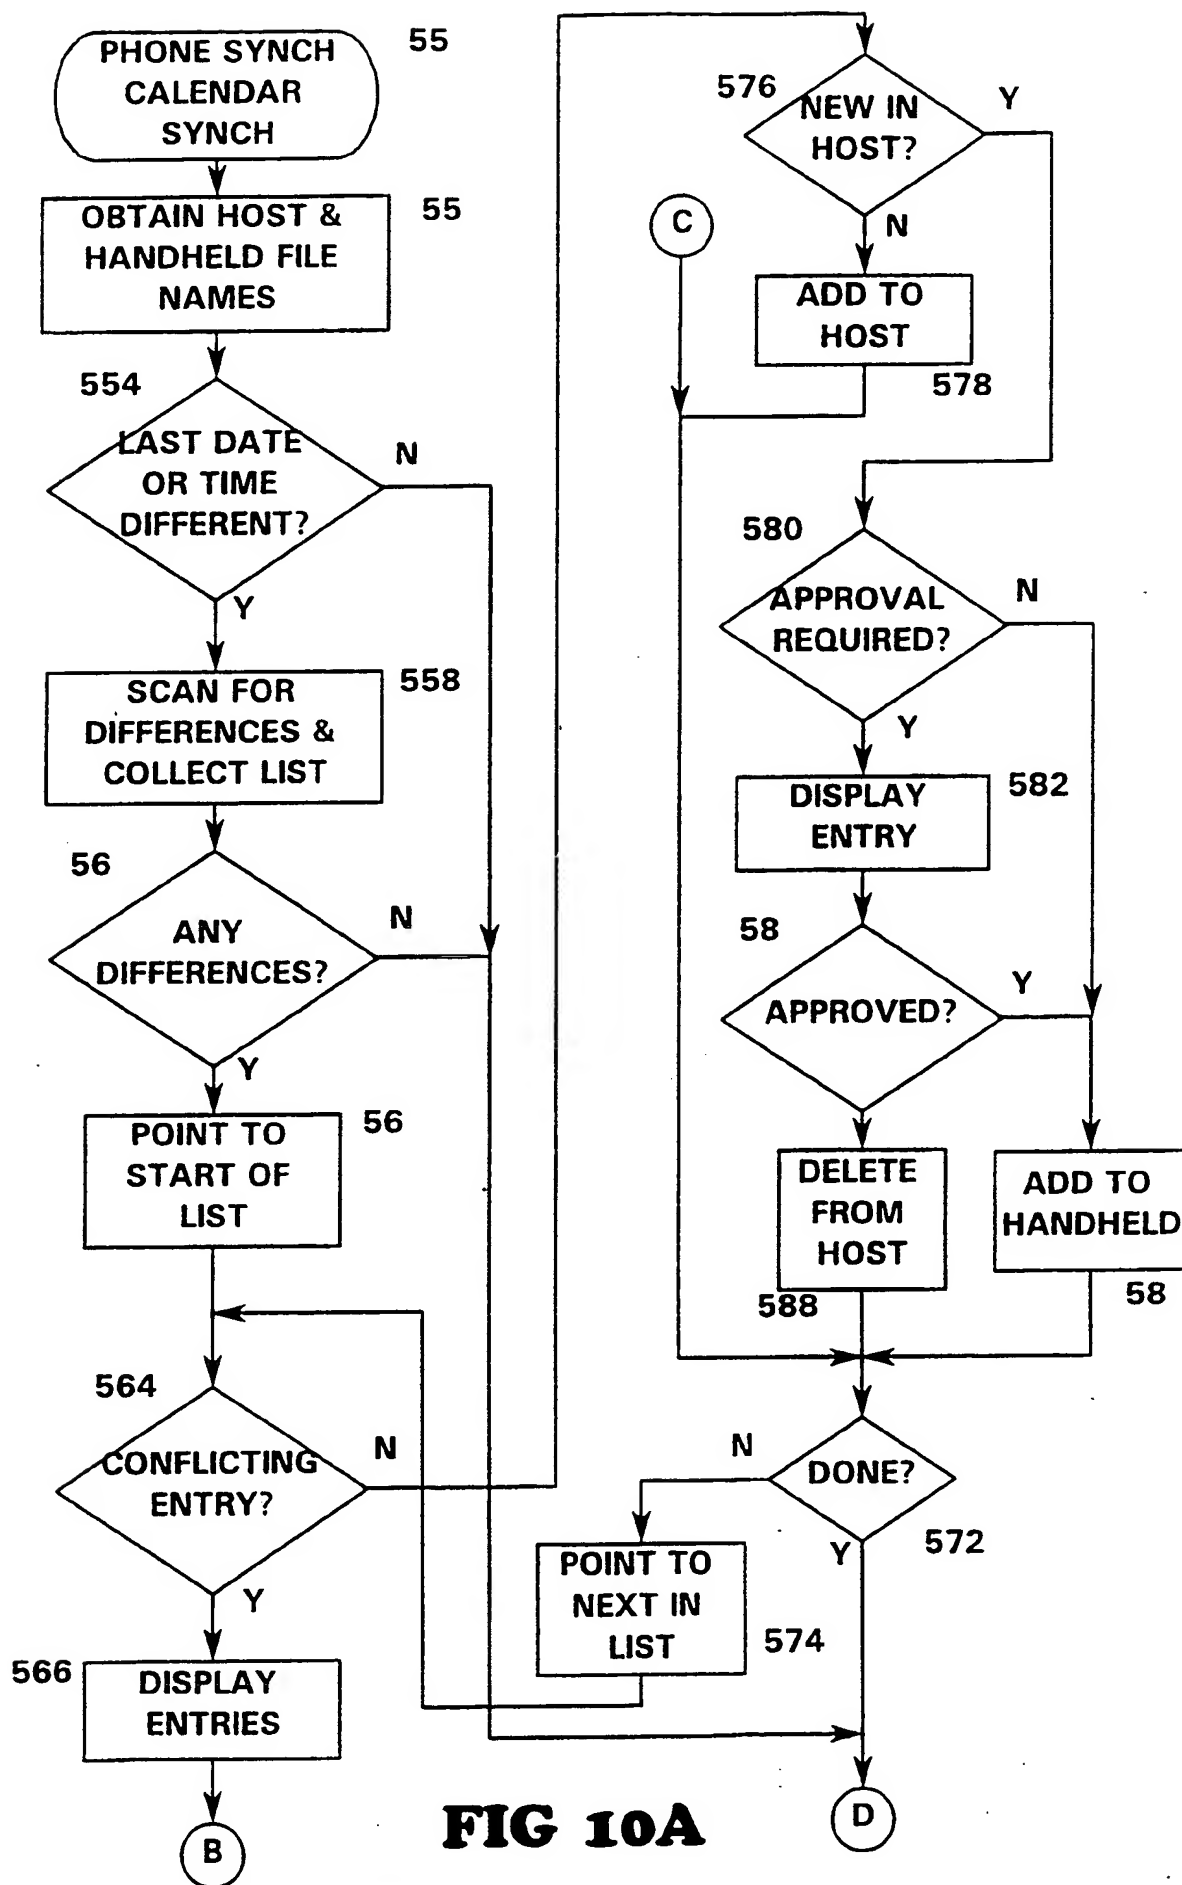 PHONE SYNCH
CALENDAR
SYNCH
55
OBTAIN HOST &
HANDHELD FILE
NAMES
55
554
LAST DATE
OR TIME
DIFFERENT?
N
Y
SCAN FOR
DIFFERENCES &
COLLECT LIST
558
56
ANY
DIFFERENCES?
N
Y
POINT TO
START OF
LIST
56
564
CONFLICTING
ENTRY?
N
Y
566
DISPLAY
ENTRIES
B
576
NEW IN
HOST?
Y
N
C
ADD TO
HOST
578
580
APPROVAL
REQUIRED?
N
Y
DISPLAY
ENTRY
582
58
APPROVED?
Y
DELETE
FROM
HOST
588
ADD TO
HANDHELD
58
N
DONE?
572
Y
POINT TO
NEXT IN
LIST
574
D
FIG 10A